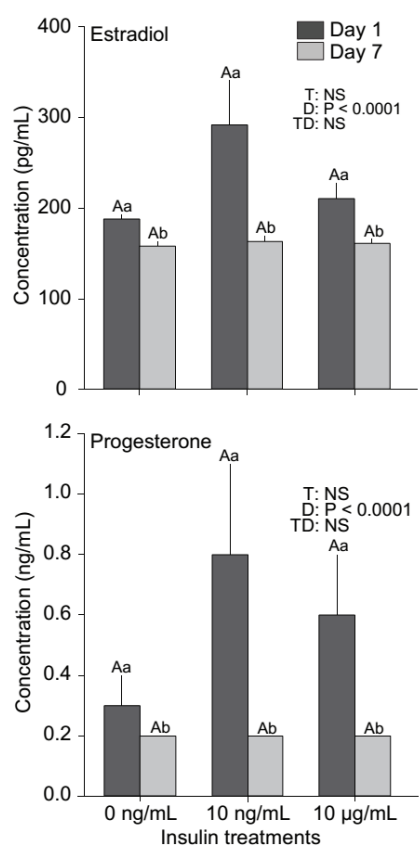 400
Estradiol
Day 1
Day 7
Aa
T: NS
D: P < 0.0001
TD: NS
300
Aa
Aa
200
Ab
Ab
Ab
100
0
Concentration (pg/mL)
1.2
Progesterone
Aa
T: NS
D: P < 0.0001
TD: NS
1.0
Aa
0.8
0.6
Aa
0.4
Ab
Ab
Ab
0.2
0.0
Concentration (ng/mL)
0 ng/mL 10 ng/mL 10 µg/mL
Insulin treatments